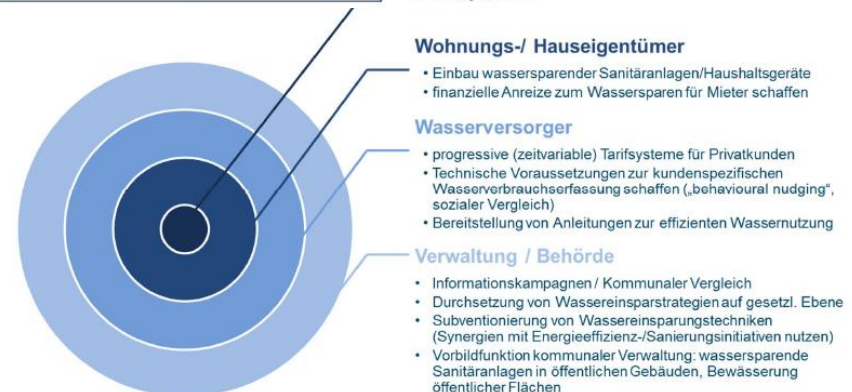 Wohnungs-/ Hauseigentümer
• Einbau wassersparender Sanitäranlagen/Haushaltsgeräte
• finanzielle Anreize zum Wassersparen für Mieter schaffen
Wasserversorger
• progressive (zeitvariable) Tarifsysteme für Privatkunden
• Technische Voraussetzungen zur kundenspezifischen
Wasserverbrauchserfassung schaffen („behavioural nudging“,
sozialer Vergleich)
• Bereitstellung von Anleitungen zur effizienten Wassernutzung
Verwaltung / Behörde
• Informationskampagnen / Kommunaler Vergleich
• Durchsetzung von Wassereinsparstrategien auf gesetzl. Ebene
• Subventionierung von Wassereinsparungstechniken
(Synergien mit Energieeffizienz-/Sanierungsinitiativen nutzen)
• Vorbildfunktion kommunaler Verwaltung: wassersparende
Sanitäranlagen in öffentlichen Gebäuden, Bewässerung
öffentlicher Flächen